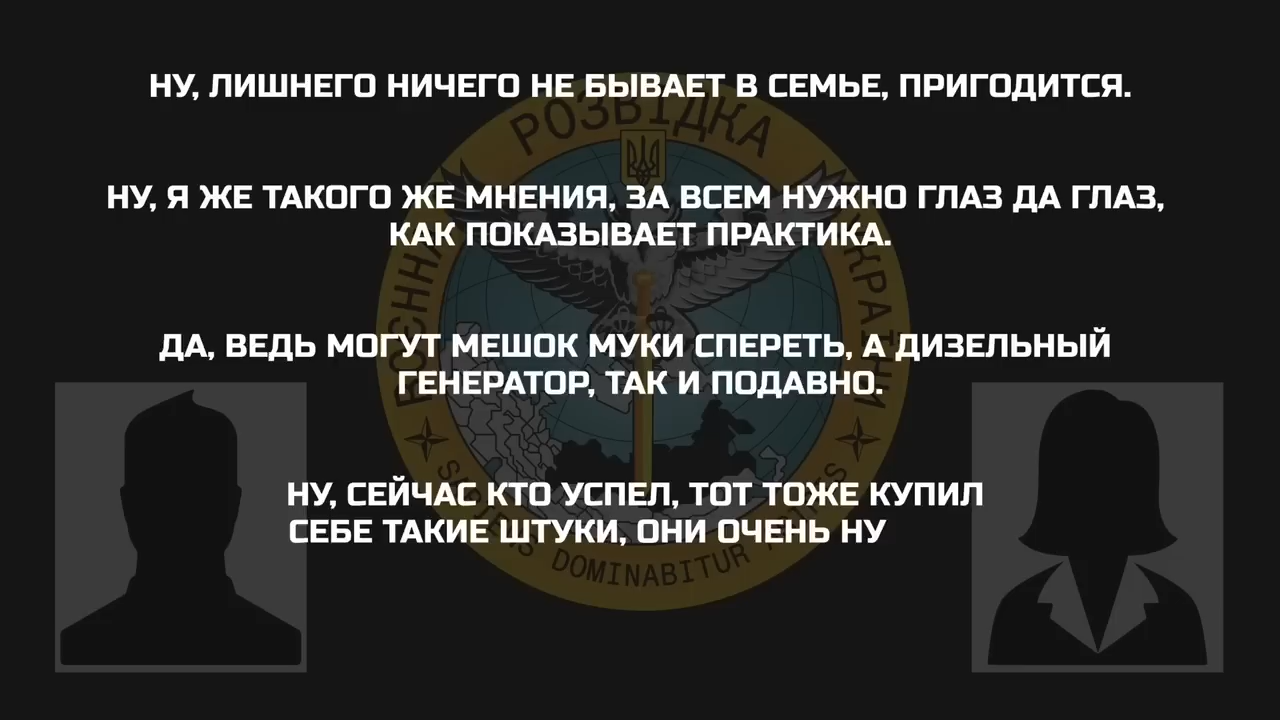 НУ, ЛИШНЕГО НИЧЕГО НЕ БЫВАЕТ В СЕМЬЕ, ПРИГОДИТСЯ.
РОЗВІДКА
НУ, Я ЖЕ ТАКОГО ЖЕ МНЕНИЯ, ЗА ВСЕМ НУЖНО ГЛАЗ ДА ГЛАЗ,
КАК ПОКАЗЫВАЕТ ПРАКТИКА.
ВОЄННА
УКРАЇНИ
ДА, ВЕДЬ МОГУТ МЕШОК МУКИ СПЕРЕТЬ, А ДИЗЕЛЬНЫЙ
ГЕНЕРАТОР, ТАК И ПОДАВНО.
НУ, СЕЙЧАС КТО УСПЕЛ, ТОТ ТОЖЕ КУПИЛ
СЕБЕ ТАКИЕ ШТУКИ, ОНИ ОЧЕНЬ НУ
DOMINABITUR